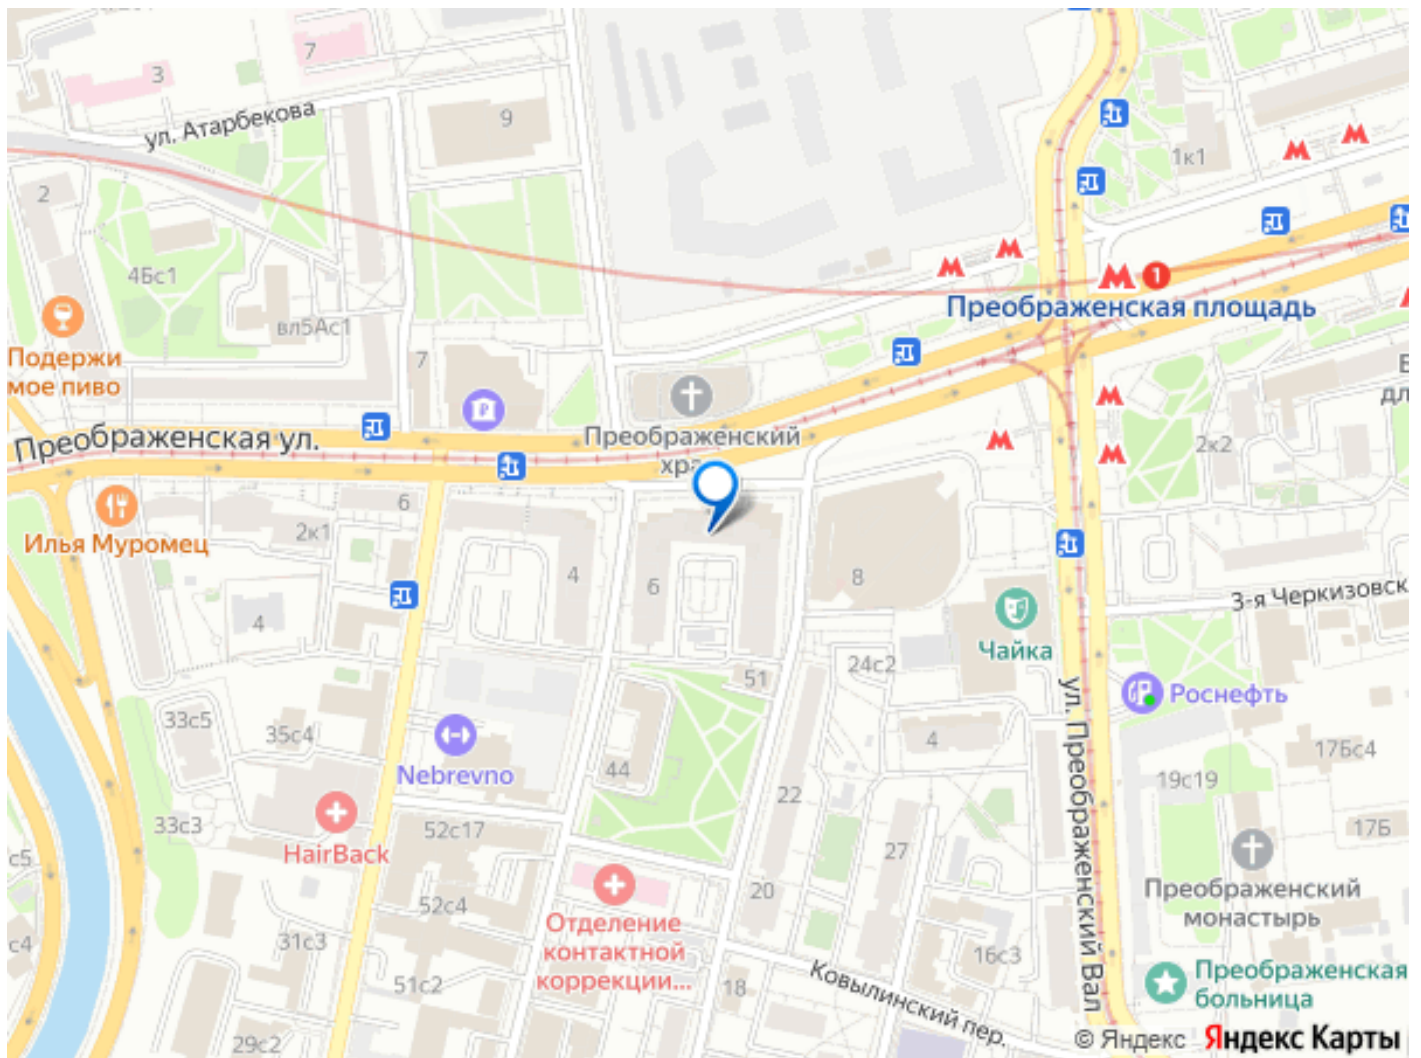 7
3
ул. Атарбекова
9
1к1
2
4Бс1
вл5Ас1
1
Преображенская площадь
Подержи
мое пиво
7
Преображенская ул.
Преображенский
хра
2к2
6
2к1
Илья Муромец
4
6
8
4
3-я Черкизовск
Чайка
24с2
51
33с5
35с4
Роснефть
ул. Преображенский Вал
4
17Бс4
Nebrevno
44
19с19
22
33с3
52с17
17Б
HairBack
27
с5
Преображенский
монастырь
20
52с4
Отделение
контактной
коррекции...
31с3
с4
16с3
Ковылинский пер.
Преображенская
больница
51с2
18
29с2
© Яндекс Яндекс Карты